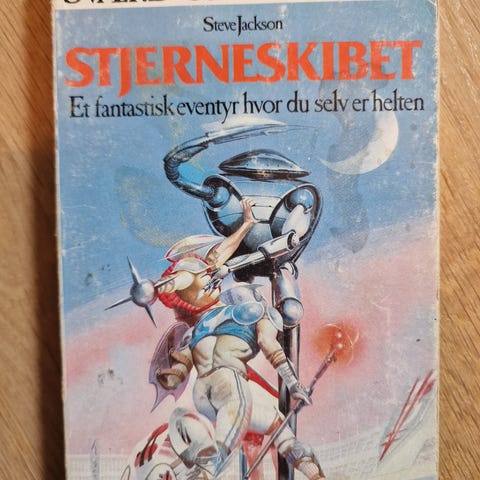 Steve Jackson
STJERNESKIBET
Et fantastisk eventyr hvor du selv er helten